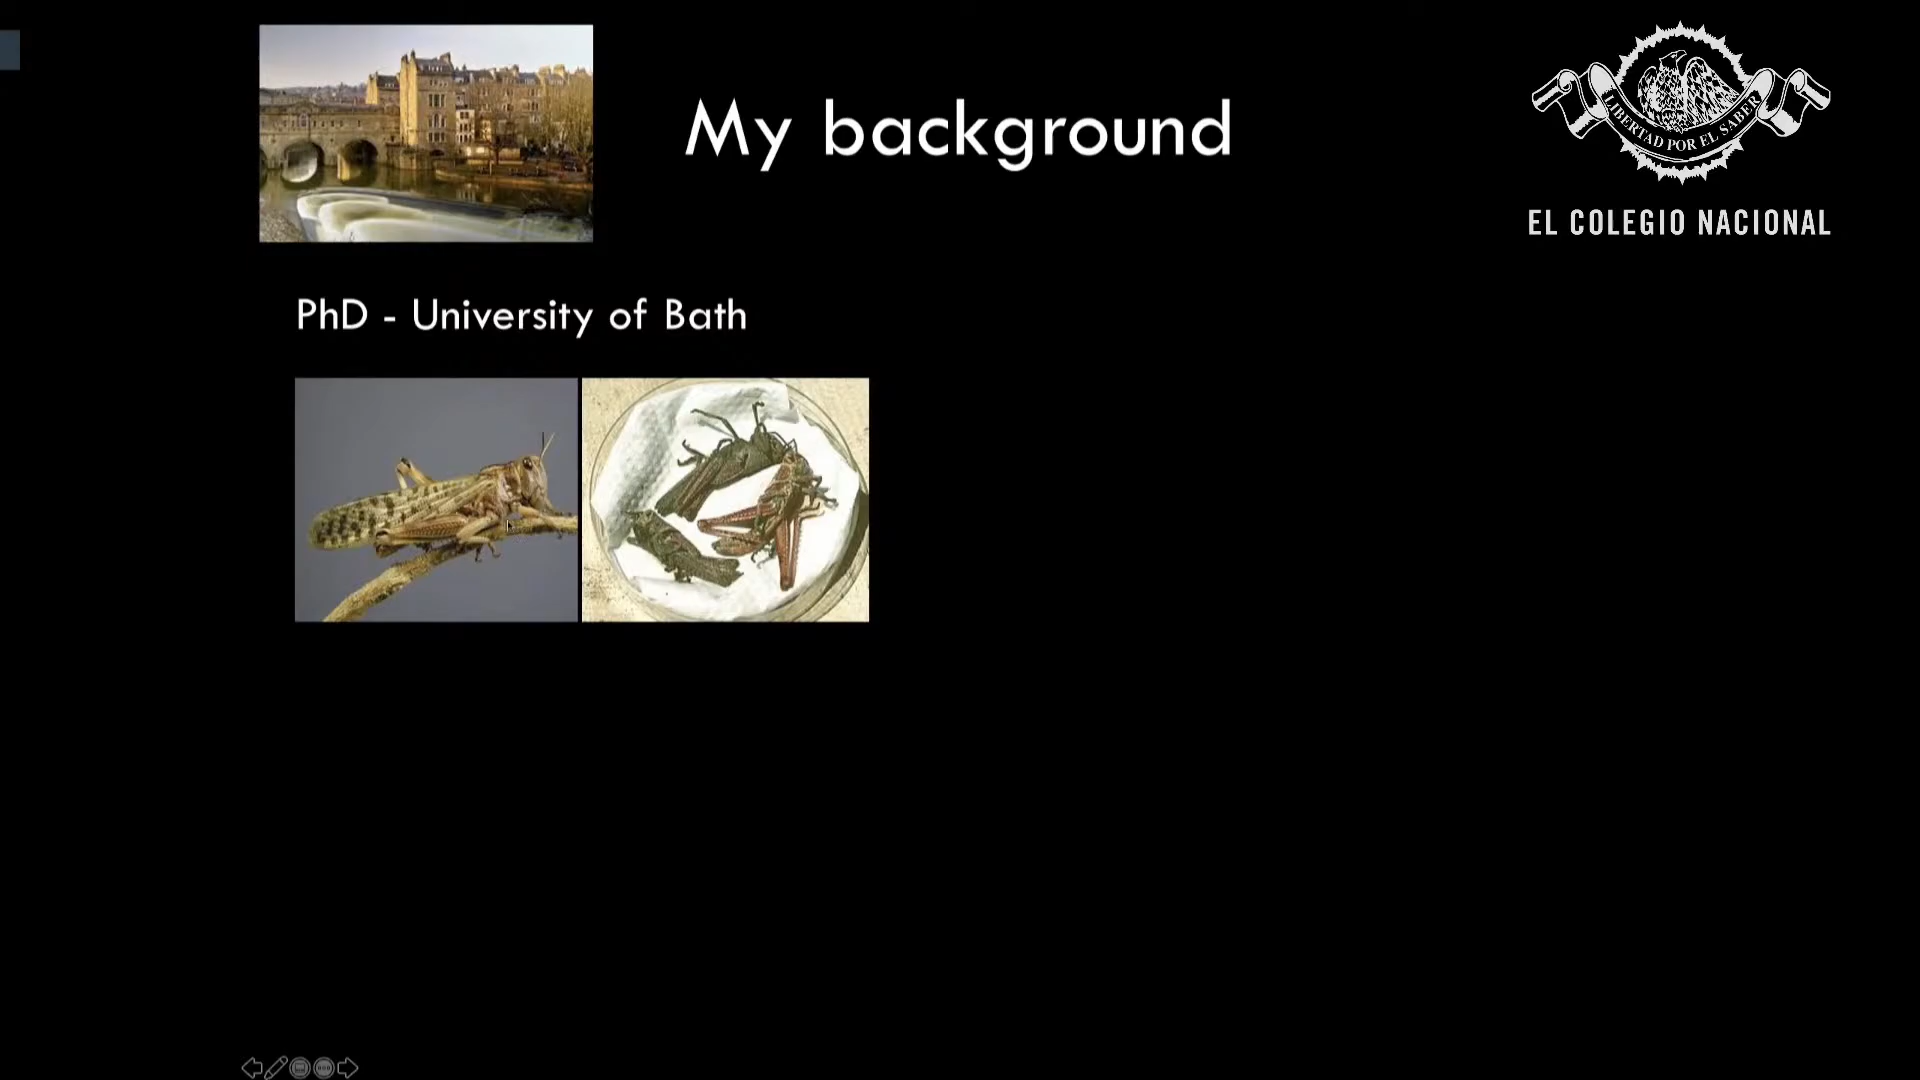 My background
LIBERTAD POR EL SABER
EL COLEGIO NACIONAL
PhD - University of Bath